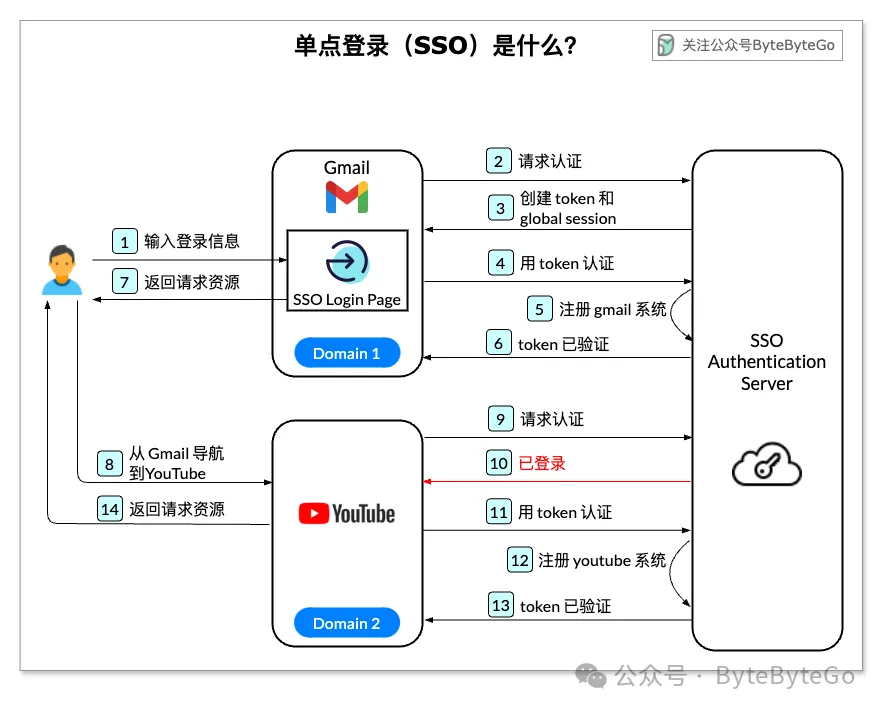 单点登录（SSO）是什么？
关注公众号ByteByteGo
Gmail
SSO Login Page
Domain 1
1 输入登录信息
7 返回请求资源
2 请求认证
3 创建 token 和
global session
4 用 token 认证
5 注册 gmail 系统
6 token 已验证
SSO
Authentication
Server
8 从 Gmail 导航
到YouTube
14 返回请求资源
YouTube
Domain 2
9 请求认证
10 已登录
11 用 token 认证
12 注册 youtube 系统
13 token 已验证
公众号 · ByteByteGo